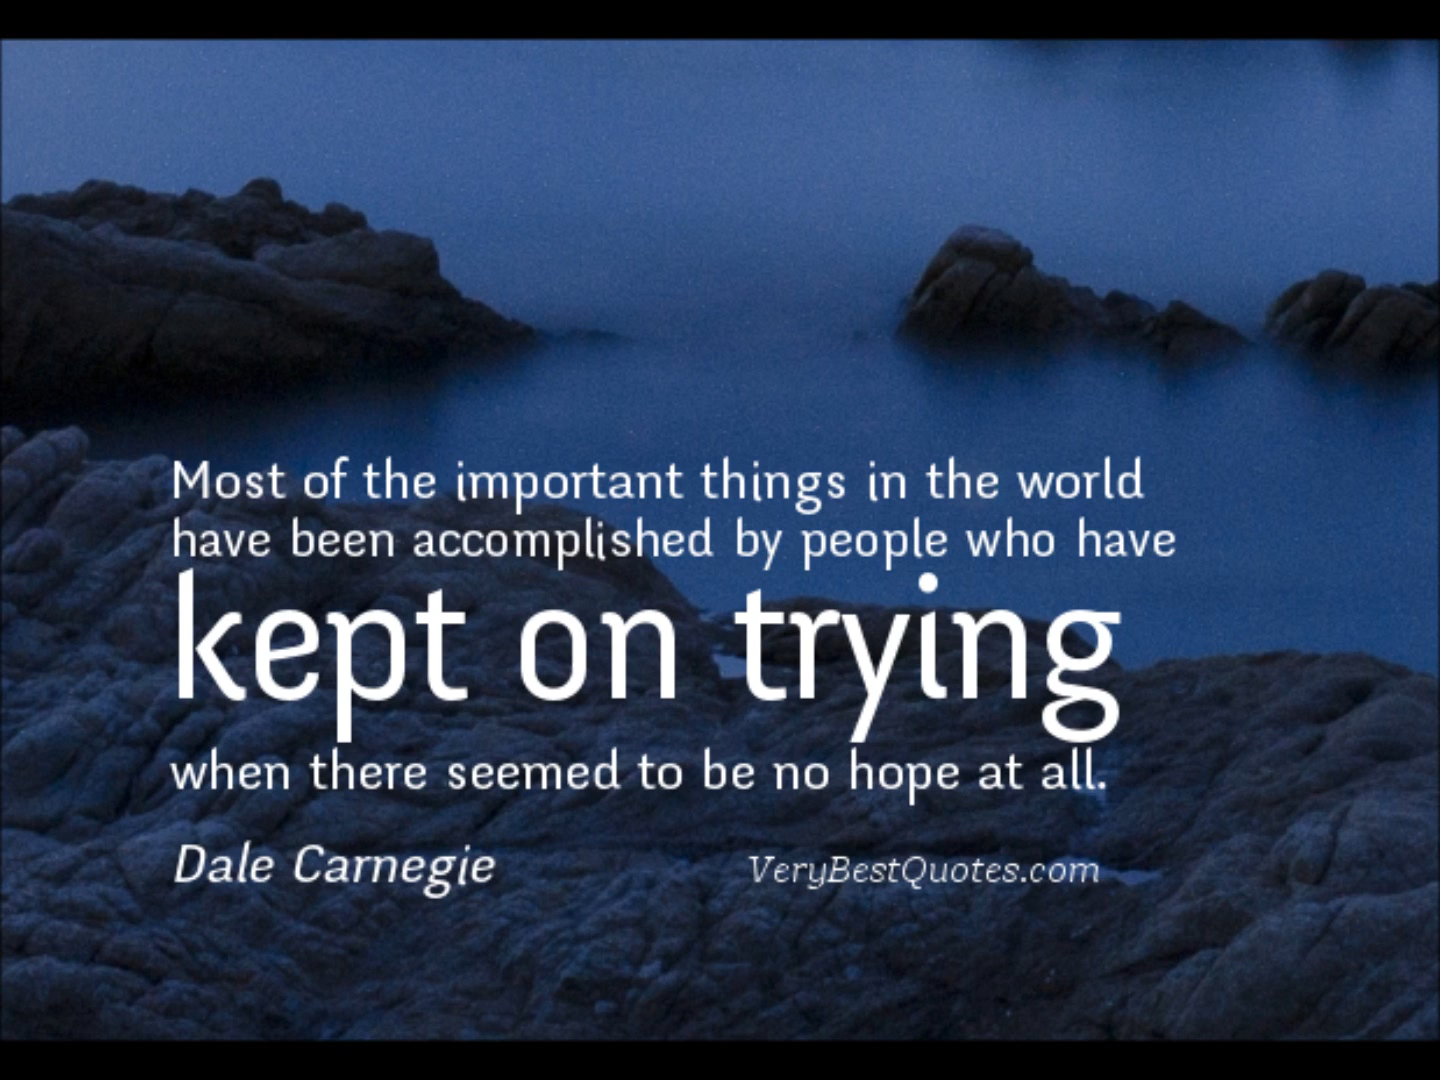 Most of the important things in the world
have been accomplished by people who have
kept on trying
when there seemed to be no hope at all.
Dale Carnegie
VeryBestQuotes.com